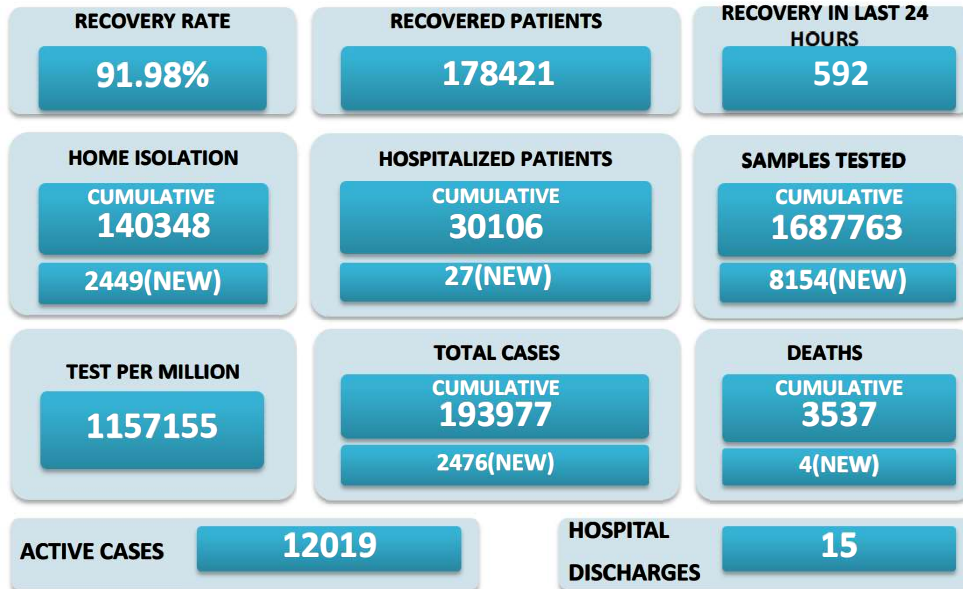 RECOVERY RATE
91.98%
RECOVERED PATIENTS
178421
RECOVERY IN LAST 24
HOURS
592
HOME ISOLATION
CUMULATIVE
140348
2449(NEW)
HOSPITALIZED PATIENTS
CUMULATIVE
30106
27(NEW)
SAMPLES TESTED
CUMULATIVE
1687763
8154(NEW)
TEST PER MILLION
1157155
TOTAL CASES
CUMULATIVE
193977
2476(NEW)
DEATHS
CUMULATIVE
3537
4(NEW)
ACTIVE CASES
12019
HOSPITAL
DISCHARGES
15